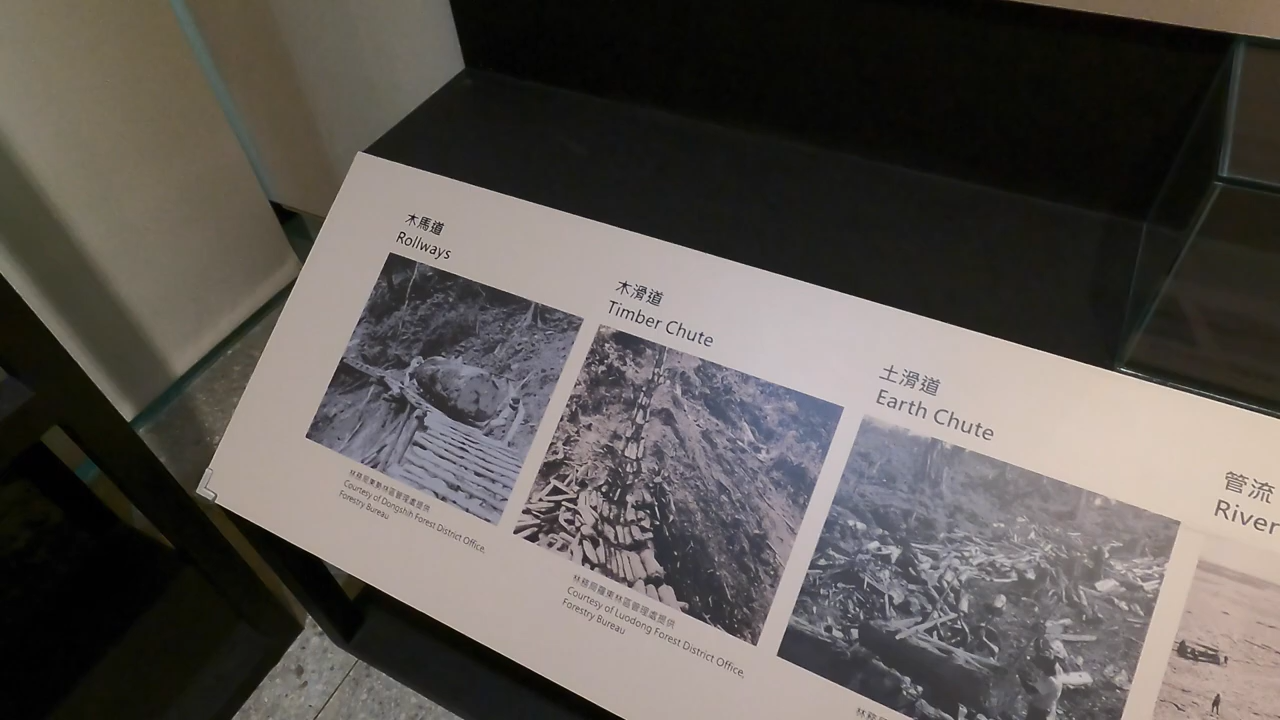 木馬道
Rollways
林務局東勢林區管理處提供
Courtesy of Dongshih Forest District Office,
Forestry Bureau
木滑道
Timber Chute
林務局羅東林區管理處提供
Courtesy of Luodong Forest District Office,
Forestry Bureau
土滑道
Earth Chute
林務局
管流
River